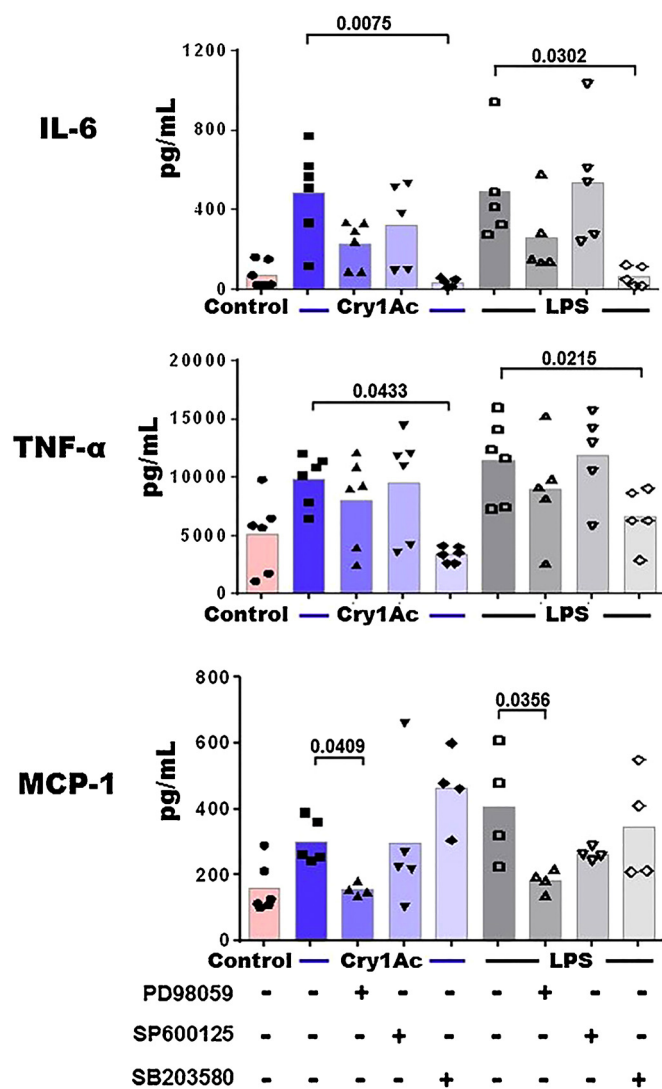 0.0075
1200
0.0302
IL-6
pg/mL
800
400
0
Control
Cry1Ac
LPS
20000
0.0215
0.0433
15000
TNF-α
pg/mL
10000
5000
0
Control
Cry1Ac
LPS
800
0.0356
600
0.0409
MCP-1
pg/mL
400
200
0
Control
Cry1Ac
LPS
PD98059 - - + - - - + - -
SP600125 - - - + - - - + -
SB203580 - - - - + - - - +